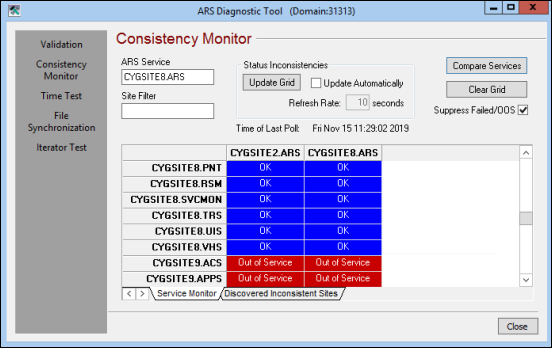 ARS Diagnostic Tool (Domain:31313)
Validation
Consistency
Monitor
Time Test
File
Synchronization
Iterator Test
Consistency Monitor
ARS Service
CYGSITE8.ARS
Site Filter
Status Inconsistencies
Update Grid
Update Automatically
Refresh Rate: 10 seconds
Compare Services
Clear Grid
Suppress Failed/OOS
Time of Last Poll: Fri Nov 15 11:29:02 2019
CYGSITE2.ARS CYGSITE8.ARS
CYGSITE8.PNT OK OK
CYGSITE8.RSM OK OK
CYGSITE8.SVCMON OK OK
CYGSITE8.TRS OK OK
CYGSITE8.UIS OK OK
CYGSITE8.VHS OK OK
CYGSITE9.ACS Out of Service Out of Service
CYGSITE9.APPS Out of Service Out of Service
Service Monitor Discovered Inconsistent Sites
Close